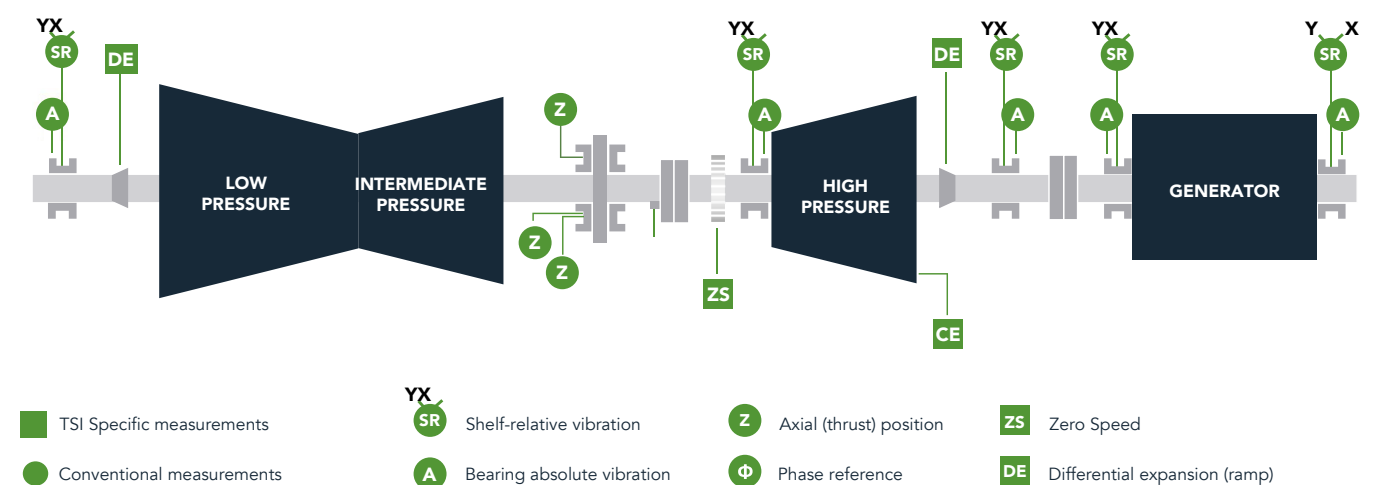 YX YX YX YX Y X
SR DE SR DE SR SR SR
A Z A A A A
LOW PRESSURE
INTERMEDIATE PRESSURE
HIGH PRESSURE
GENERATOR
Z
Z
ZS
CE
YX
TSI Specific measurements
SR Shelf-relative vibration
Z Axial (thrust) position
ZS Zero Speed
Conventional measurements
A Bearing absolute vibration
Φ Phase reference
DE Differential expansion (ramp)